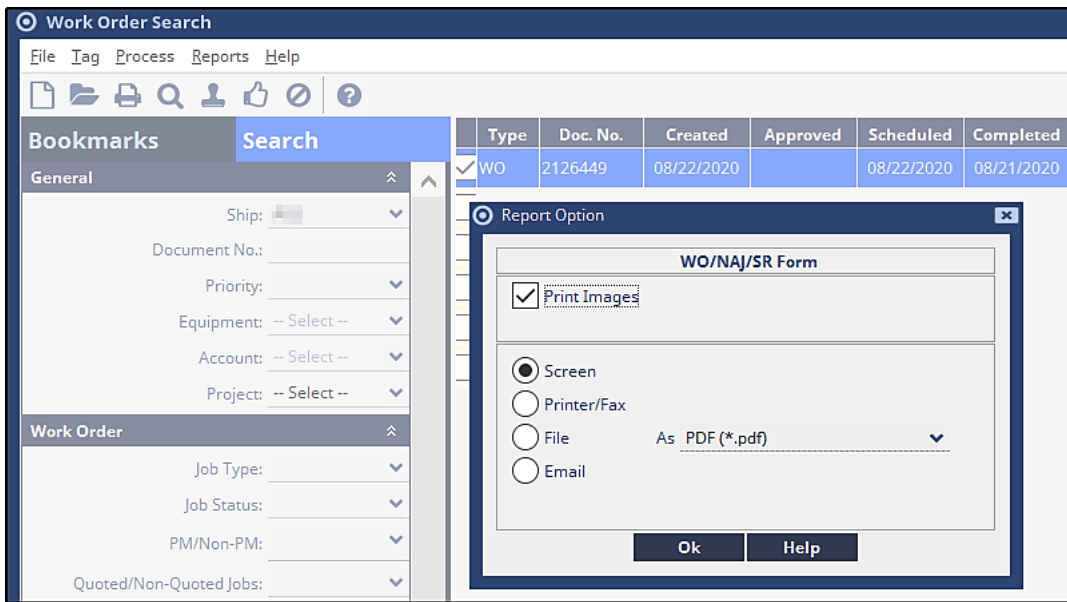 Work Order Search
File Tag Process Reports Help
Bookmarks Search
General
Ship:
Document No.:
Priority:
Equipment: -- Select --
Account: -- Select --
Project: -- Select --
Work Order
Job Type:
Job Status:
PM/Non-PM:
Quoted/Non-Quoted Jobs:
Type Doc. No. Created Approved Scheduled Completed
WO 2126449 08/22/2020 08/22/2020 08/21/2020
Report Option
WO/NAJ/SR Form
Print Images
Screen
Printer/Fax
File As PDF (*.pdf)
Email
Ok Help